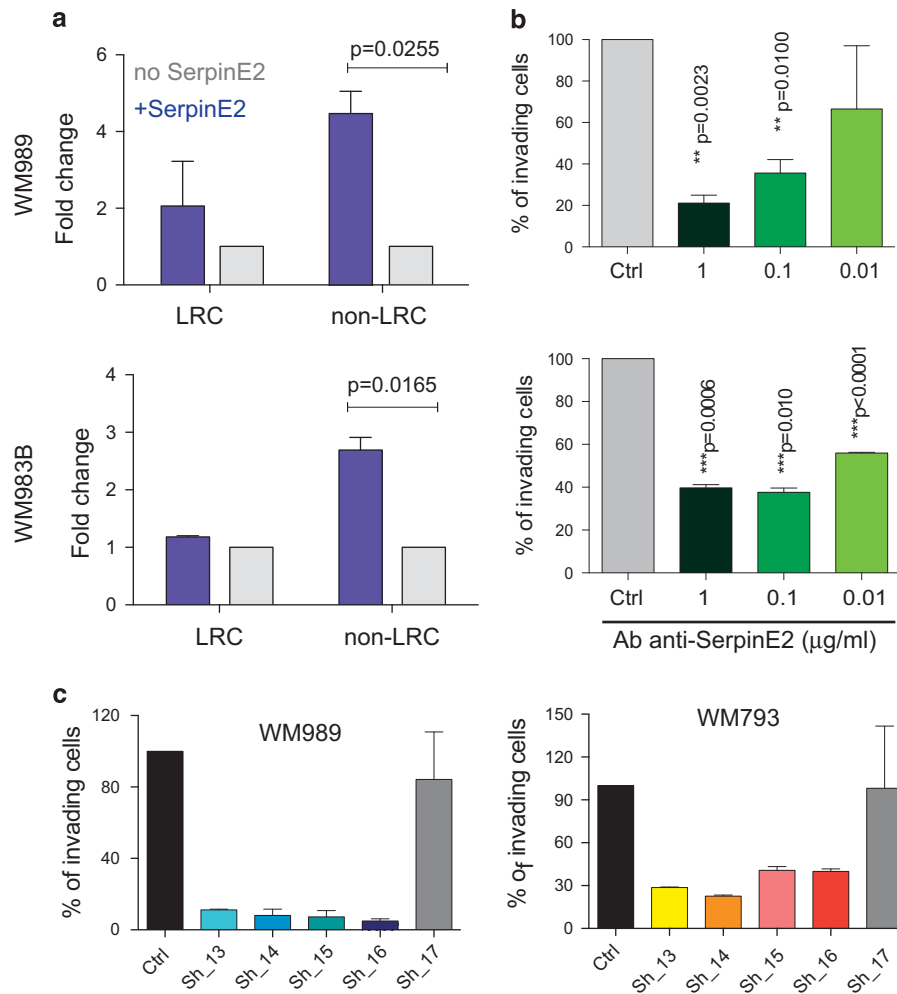 a
WM989
Fold change
6
4
2
0
no SerpinE2
+SerpinE2
p=0.0255
LRC
non-LRC
WM983B
Fold change
4
3
2
1
0
p=0.0165
LRC
non-LRC
b
% of invading cells
100
80
60
40
20
0
** p=0.0023
** p=0.0100
Ctrl
1
0.1
0.01
% of invading cells
100
80
60
40
20
0
***p=0.0006
***p=0.010
***p<0.0001
Ctrl
1
0.1
0.01
Ab anti-SerpinE2 (μg/ml)
c
WM989
% of invading cells
120
80
40
0
Ctrl
Sh_13
Sh_14
Sh_15
Sh_16
Sh_17
WM793
% of invading cells
150
120
90
60
30
0
Ctrl
Sh_13
Sh_14
Sh_15
Sh_16
Sh_17